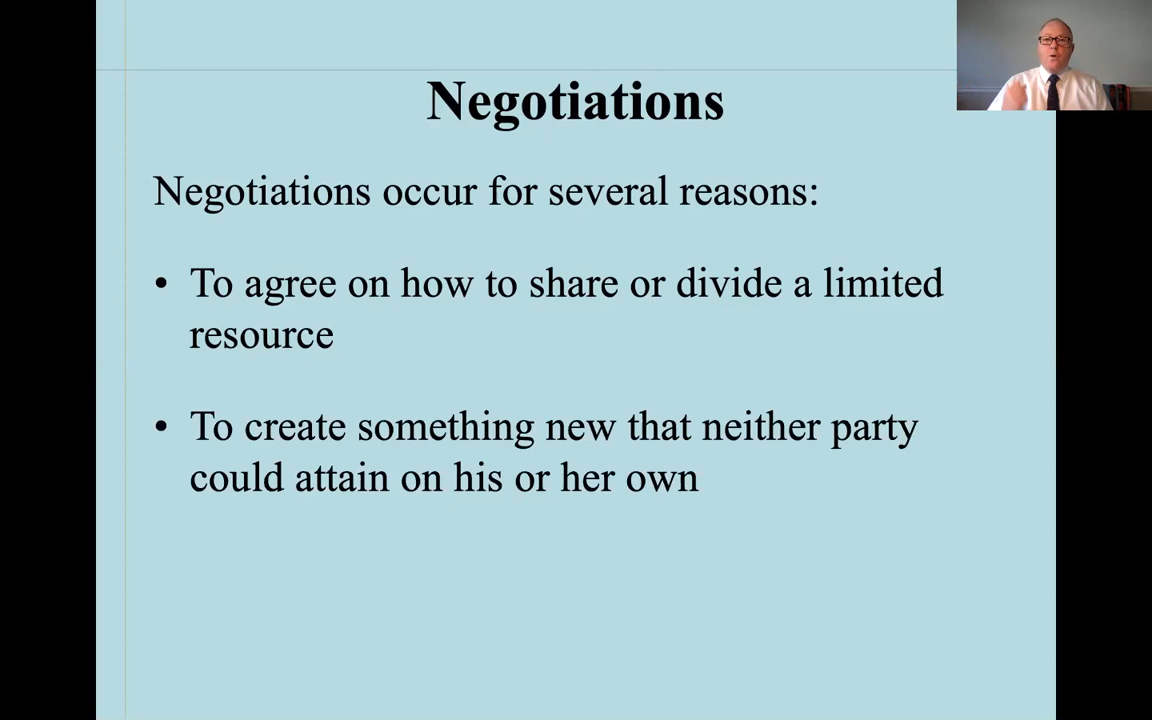 Negotiations
Negotiations occur for several reasons:
• To agree on how to share or divide a limited
resource
• To create something new that neither party
could attain on his or her own